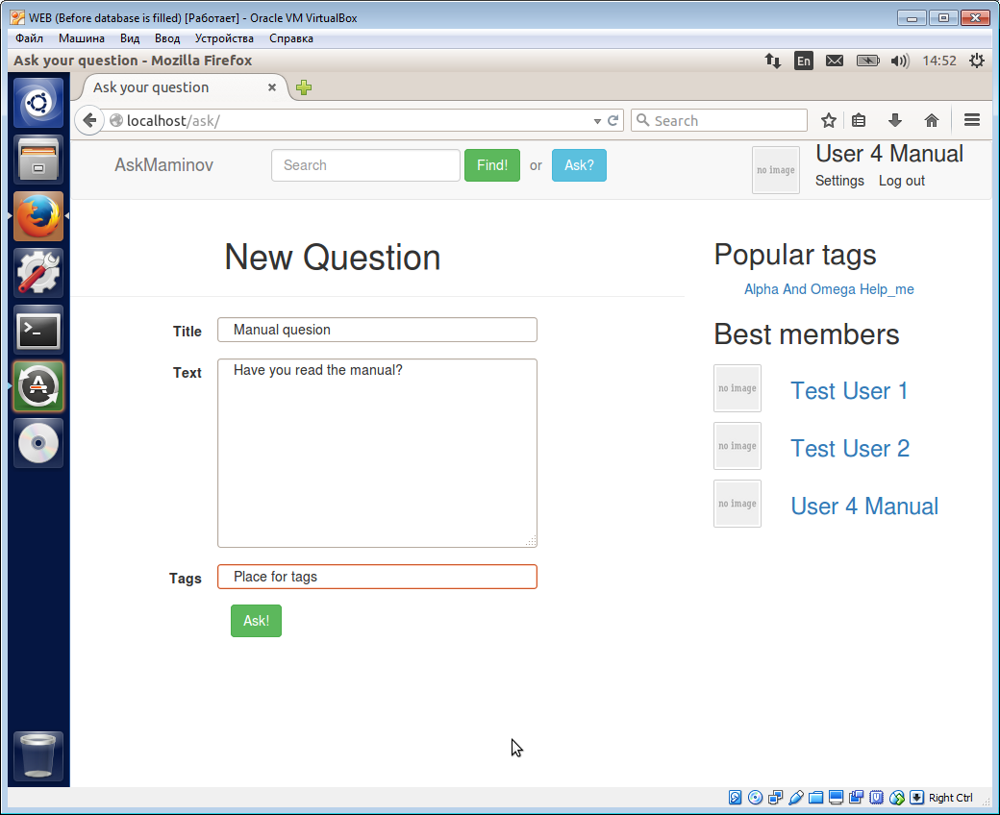 WEB (Before database is filled) [Работает] - Oracle VM VirtualBox
Файл Машина Вид Ввод Устройства Справка
Ask your question - Mozilla Firefox En 14:52
Ask your question
localhost/ask/ Search
AskMaminov Search Find! or Ask? no image User 4 Manual
Settings Log out
New Question
Popular tags
Alpha And Omega Help_me
Title Manual quesion
Best members
Text Have you read the manual?
no image Test User 1
no image Test User 2
no image User 4 Manual
Tags Place for tags
Ask!
Right Ctrl